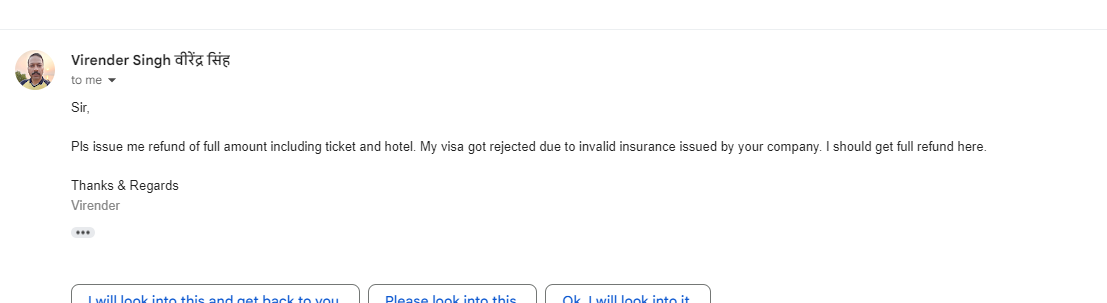 Virender Singh वीरेंद्र सिंह
to me
Sir,
Pls issue me refund of full amount including ticket and hotel. My visa got rejected due to invalid insurance issued by your company. I should get full refund here.
Thanks & Regards
Virender
I will look into this and get back to you.
Please look into this.
Ok, I will look into it.